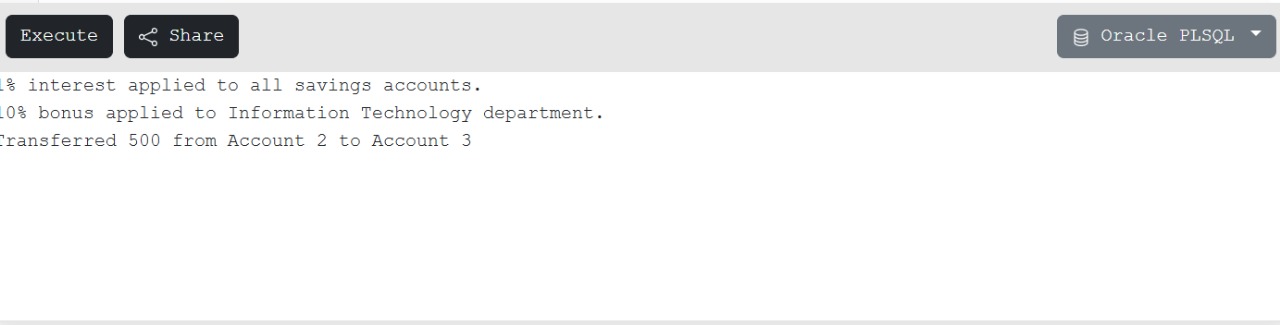 Execute
Share
Oracle PLSQL
1% interest applied to all savings accounts.
10% bonus applied to Information Technology department.
Transferred 500 from Account 2 to Account 3